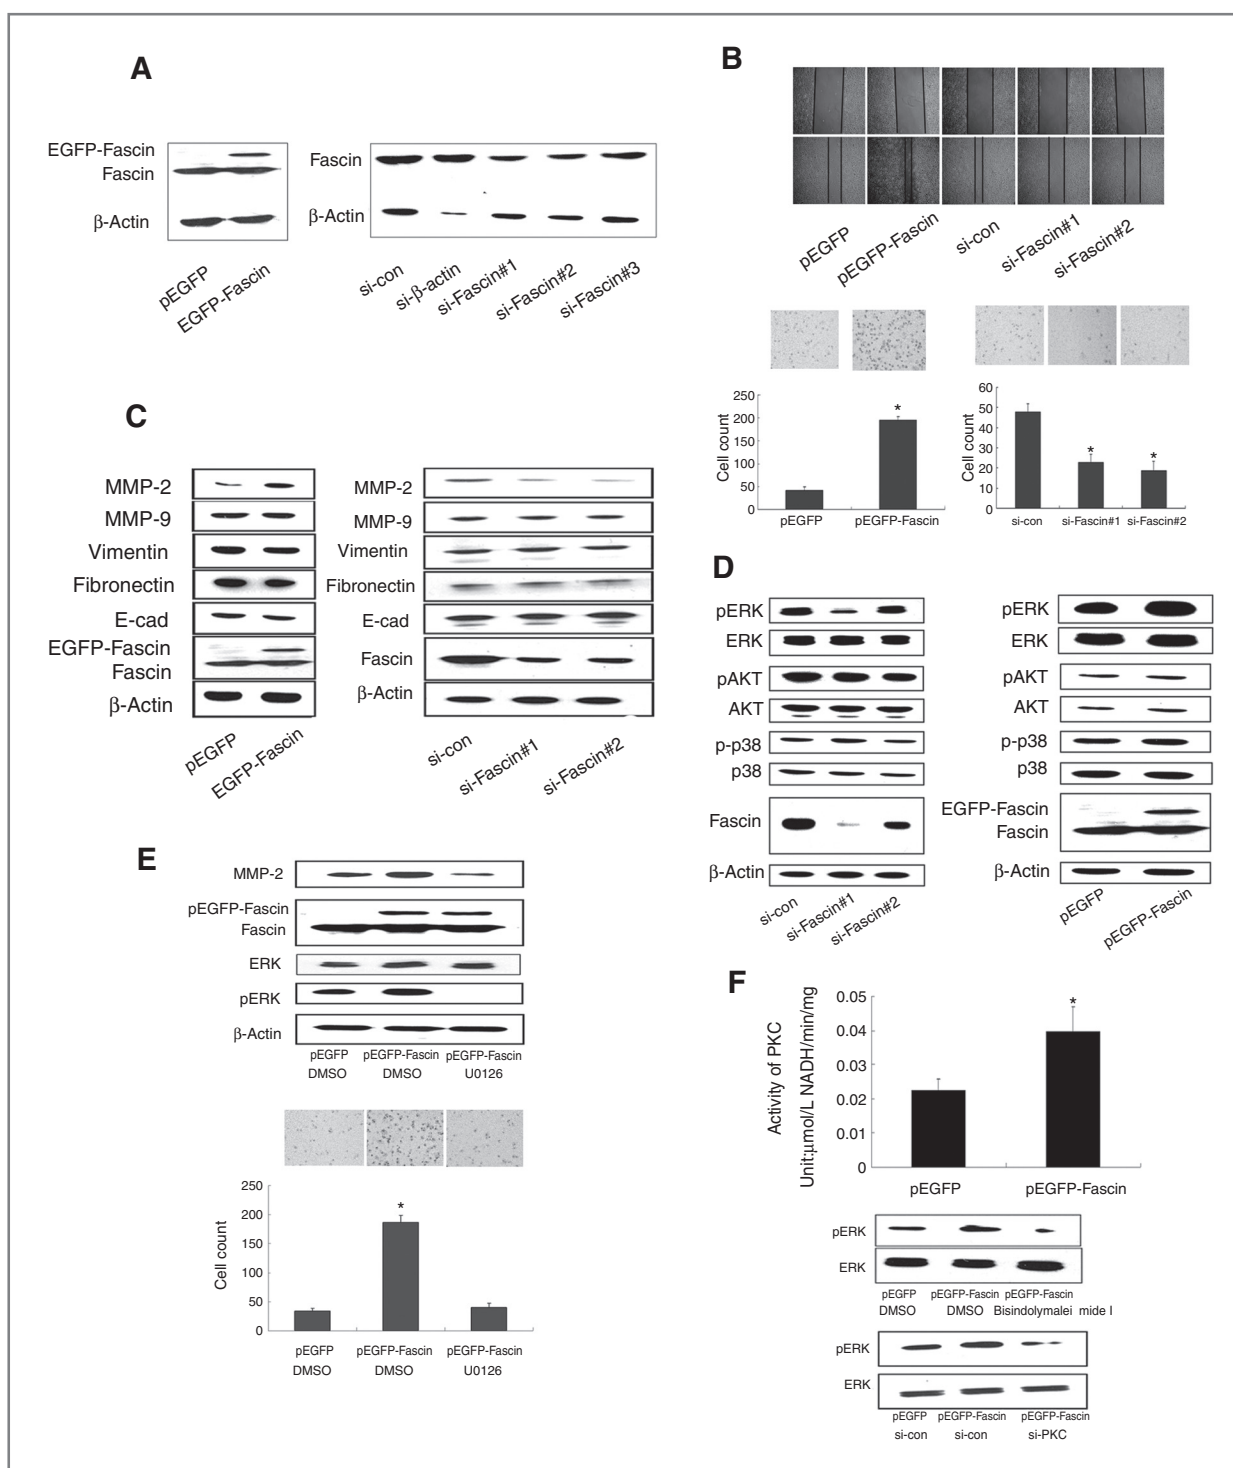 A
EGFP-Fascin
Fascin
β-Actin
pEGFP
EGFP-Fascin
Fascin
β-Actin
si-con
si-β-actin
si-Fascin#1
si-Fascin#2
si-Fascin#3
B
pEGFP
pEGFP-Fascin
si-con
si-Fascin#1
si-Fascin#2
Cell count
250
200
150
100
50
0
*
pEGFP
pEGFP-Fascin
Cell count
60
50
40
30
20
10
0
*
*
si-con
si-Fascin#1
si-Fascin#2
C
MMP-2
MMP-9
Vimentin
Fibronectin
E-cad
EGFP-Fascin
Fascin
β-Actin
pEGFP
EGFP-Fascin
MMP-2
MMP-9
Vimentin
Fibronectin
E-cad
Fascin
β-Actin
si-con
si-Fascin#1
si-Fascin#2
D
pERK
ERK
pAKT
AKT
p-p38
p38
Fascin
β-Actin
si-con
si-Fascin#1
si-Fascin#2
pERK
ERK
pAKT
AKT
p-p38
p38
EGFP-Fascin
Fascin
β-Actin
pEGFP
pEGFP-Fascin
E
MMP-2
pEGFP-Fascin
Fascin
ERK
pERK
β-Actin
pEGFP pEGFP-Fascin pEGFP-Fascin
DMSO DMSO U0126
Cell count
250
200
150
100
50
0
*
pEGFP pEGFP-Fascin pEGFP-Fascin
DMSO DMSO U0126
F
Activity of PKC
Unit:μmol/L NADH/min/mg
0.05
0.04
0.03
0.02
0.01
0
*
pEGFP
pEGFP-Fascin
pERK
ERK
pEGFP pEGFP-Fascin pEGFP-Fascin
DMSO DMSO Bisindolymalei mide I
pERK
ERK
pEGFP pEGFP-Fascin pEGFP-Fascin
si-con si-con si-PKC